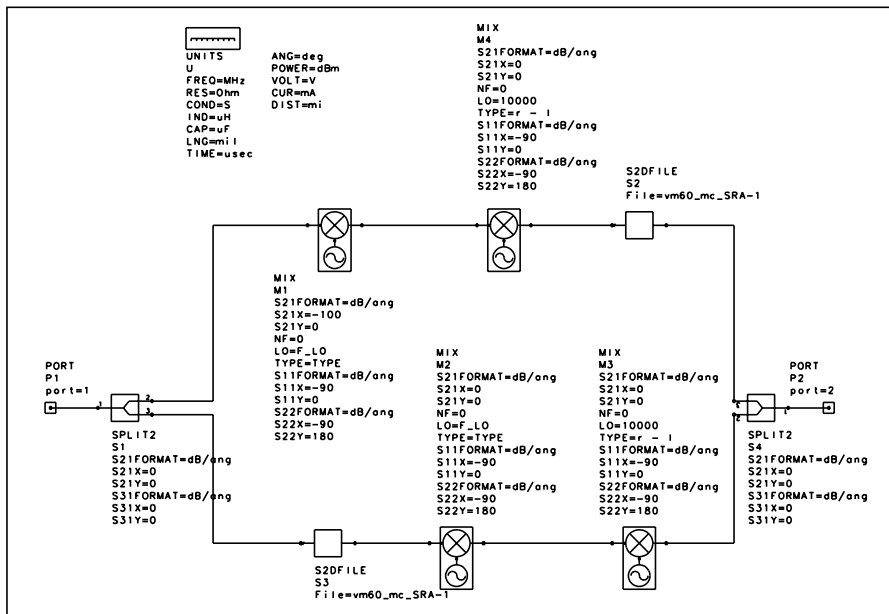 UNITS
U
FREQ=MHz
RES=Ohm
COND=S
IND=uH
CAP=uF
LNG=mil
TIME=usec
ANG=deg
POWER=dBm
VOLT=V
CUR=mA
DIST=mi
MIX
M4
S21FORMAT=dB/ang
S21X=0
S21Y=0
NF=0
LO=10000
TYPE=r - l
S11FORMAT=dB/ang
S11X=-90
S11Y=0
S22FORMAT=dB/ang
S22X=-90
S22Y=180
S2DFILE
S2
File=vm60_mc_SRA-1
MIX
M1
S21FORMAT=dB/ang
S21X=-100
S21Y=0
NF=0
LO=F_LO
TYPE=TYPE
S11FORMAT=dB/ang
S11X=-90
S11Y=0
S22FORMAT=dB/ang
S22X=-90
S22Y=180
PORT
P1
port=1
1
2
3
SPLIT2
S1
S21FORMAT=dB/ang
S21X=0
S21Y=0
S31FORMAT=dB/ang
S31X=0
S31Y=0
MIX
M2
S21FORMAT=dB/ang
S21X=0
S21Y=0
NF=0
LO=F_LO
TYPE=TYPE
S11FORMAT=dB/ang
S11X=-90
S11Y=0
S22FORMAT=dB/ang
S22X=-90
S22Y=180
MIX
M3
S21FORMAT=dB/ang
S21X=0
S21Y=0
NF=0
LO=10000
TYPE=r - l
S11FORMAT=dB/ang
S11X=-90
S11Y=0
S22FORMAT=dB/ang
S22X=-90
S22Y=180
PORT
P2
port=2
3
2
1
SPLIT2
S4
S21FORMAT=dB/ang
S21X=0
S21Y=0
S31FORMAT=dB/ang
S31X=0
S31Y=0
S2DFILE
S3
File=vm60_mc_SRA-1